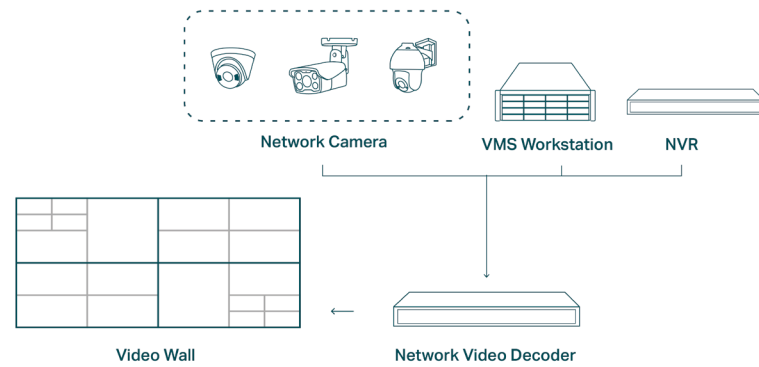 Network Camera
VMS Workstation
NVR
Video Wall
Network Video Decoder